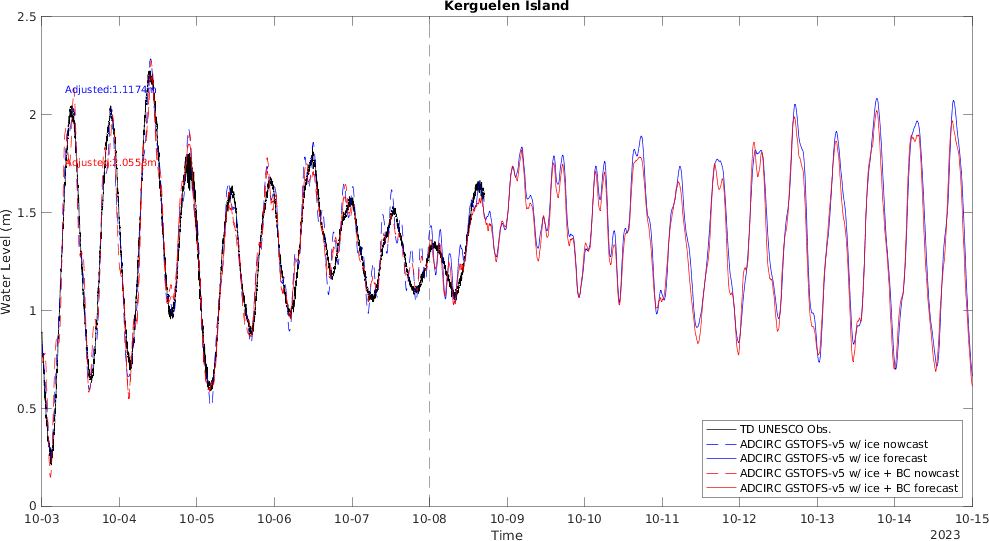 Kerguelen Island
2.5
2
1.5
1
0.5
0
Water Level (m)
Adjusted:1.1174m
Adjusted:1.0553m
TD UNESCO Obs.
ADCIRC GSTOFS-v5 w/ ice nowcast
ADCIRC GSTOFS-v5 w/ ice forecast
ADCIRC GSTOFS-v5 w/ ice + BC nowcast
ADCIRC GSTOFS-v5 w/ ice + BC forecast
10-03 10-04 10-05 10-06 10-07 10-08 10-09 10-10 10-11 10-12 10-13 10-14 10-15
Time
2023